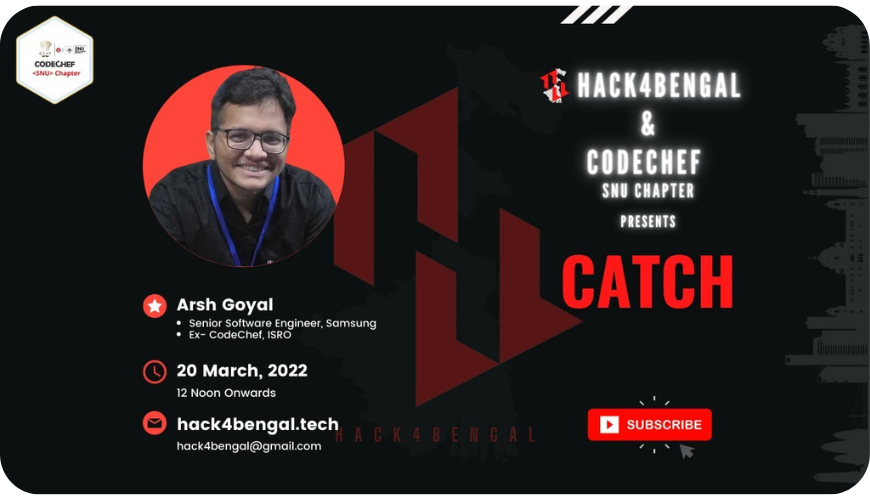 CODECHEF
<SNU> Chapter
HACK4BENGAL
&
CODECHEF
SNU CHAPTER
PRESENTS
CATCH
Arsh Goyal
• Senior Software Engineer, Samsung
• Ex- CodeChef, ISRO
20 March, 2022
12 Noon Onwards
hack4bengal.tech
hack4bengal@gmail.com
HACK4BENGAL
SUBSCRIBE